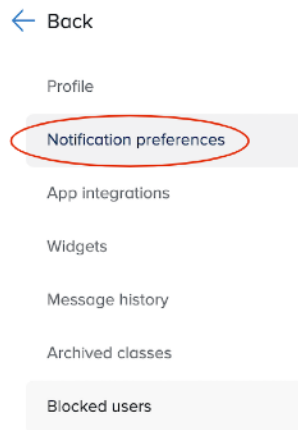 Back
Profile
Notification preferences
App integrations
Widgets
Message history
Archived classes
Blocked users